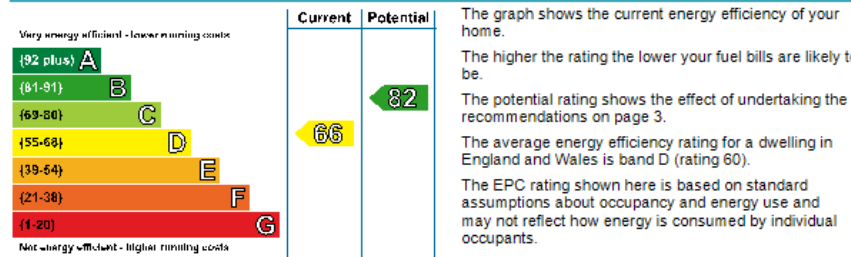 Current Potential
Very energy efficient - lower running costs
(92 plus) A
(81-91) B
(69-80) C
(55-68) D
(39-54) E
(21-38) F
(1-20) G
Not energy efficient - higher running costs
66
82
The graph shows the current energy efficiency of your
home.
The higher the rating the lower your fuel bills are likely t
be.
The potential rating shows the effect of undertaking the
recommendations on page 3.
The average energy efficiency rating for a dwelling in
England and Wales is band D (rating 60).
The EPC rating shown here is based on standard
assumptions about occupancy and energy use and
may not reflect how energy is consumed by individual
occupants.